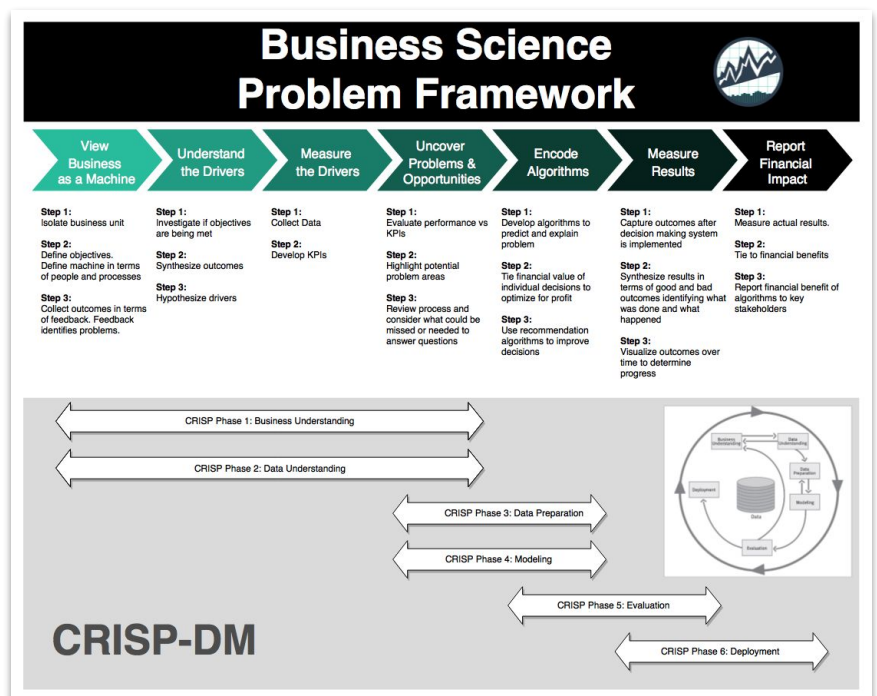 Business Science
Problem Framework
View
Business
as a Machine
Understand
the Drivers
Measure
the Drivers
Uncover
Problems &
Opportunities
Encode
Algorithms
Measure
Results
Report
Financial
Impact
Step 1:
Isolate business unit
Step 2:
Define objectives.
Define machine in terms
of people and processes
Step 3:
Collect outcomes in terms
of feedback. Feedback
identifies problems.
Step 1:
Investigate if objectives
are being met
Step 2:
Synthesize outcomes
Step 3:
Hypothesize drivers
Step 1:
Collect Data
Step 2:
Develop KPIs
Step 1:
Evaluate performance vs
KPIs
Step 2:
Highlight potential
problem areas
Step 3:
Review process and
consider what could be
missed or needed to
answer questions
Step 1:
Develop algorithms to
predict and explain
problem
Step 2:
Tie financial value of
individual decisions to
optimize for profit
Step 3:
Use recommendation
algorithms to improve
decisions
Step 1:
Capture outcomes after
decision making system
is implemented
Step 2:
Synthesize results in
terms of good and bad
outcomes identifying what
was done and what
happened
Step 3:
Visualize outcomes over
time to determine
progress
Step 1:
Measure actual results.
Step 2:
Tie to financial benefits
Step 3:
Report financial benefit of
algorithms to key
stakeholders
CRISP Phase 1: Business Understanding
CRISP Phase 2: Data Understanding
CRISP Phase 3: Data Preparation
CRISP Phase 4: Modeling
CRISP Phase 5: Evaluation
CRISP Phase 6: Deployment
CRISP-DM
Business
Understanding
Data
Understanding
Data
Preparation
Modeling
Deployment
Data
Evaluation